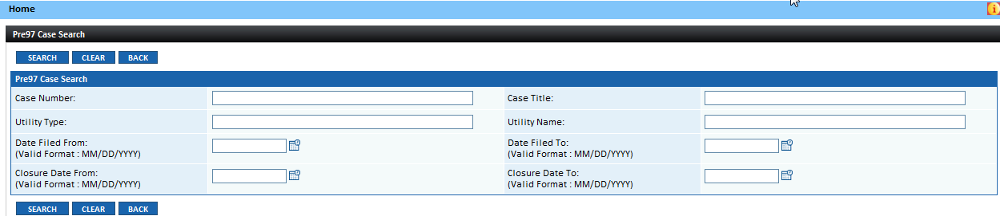 Home
Pre97 Case Search
SEARCH CLEAR BACK
Pre97 Case Search
Case Number: Case Title:
Utility Type: Utility Name:
Date Filed From: Date Filed To:
(Valid Format : MM/DD/YYYY) (Valid Format : MM/DD/YYYY)
Closure Date From: Closure Date To:
(Valid Format : MM/DD/YYYY) (Valid Format : MM/DD/YYYY)
SEARCH CLEAR BACK